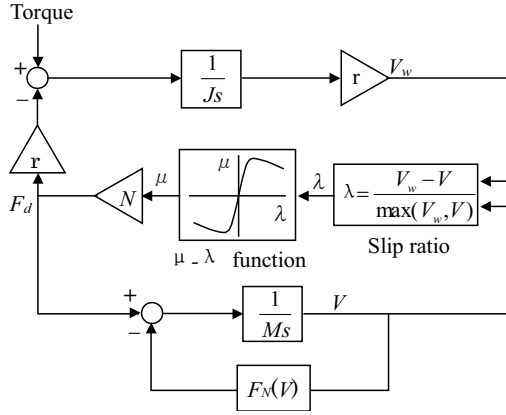 Torque
+
−
1
Js
r
V_w
r
F_d
N
μ
μ
λ
λ
λ = V_w − V
max(V_w, V)
Slip ratio
μ - λ function
+
−
1
Ms
V
F_N(V)